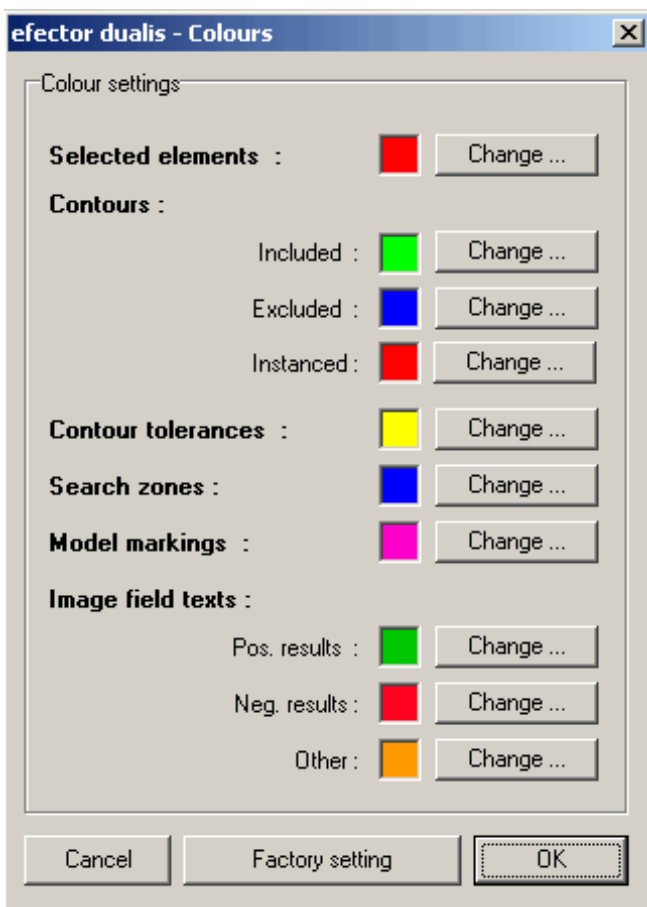 efector dualis - Colours
Colour settings
Selected elements : Change ...
Contours :
Included : Change ...
Excluded : Change ...
Instanced : Change ...
Contour tolerances : Change ...
Search zones : Change ...
Model markings : Change ...
Image field texts :
Pos. results : Change ...
Neg. results : Change ...
Other : Change ...
Cancel Factory setting OK